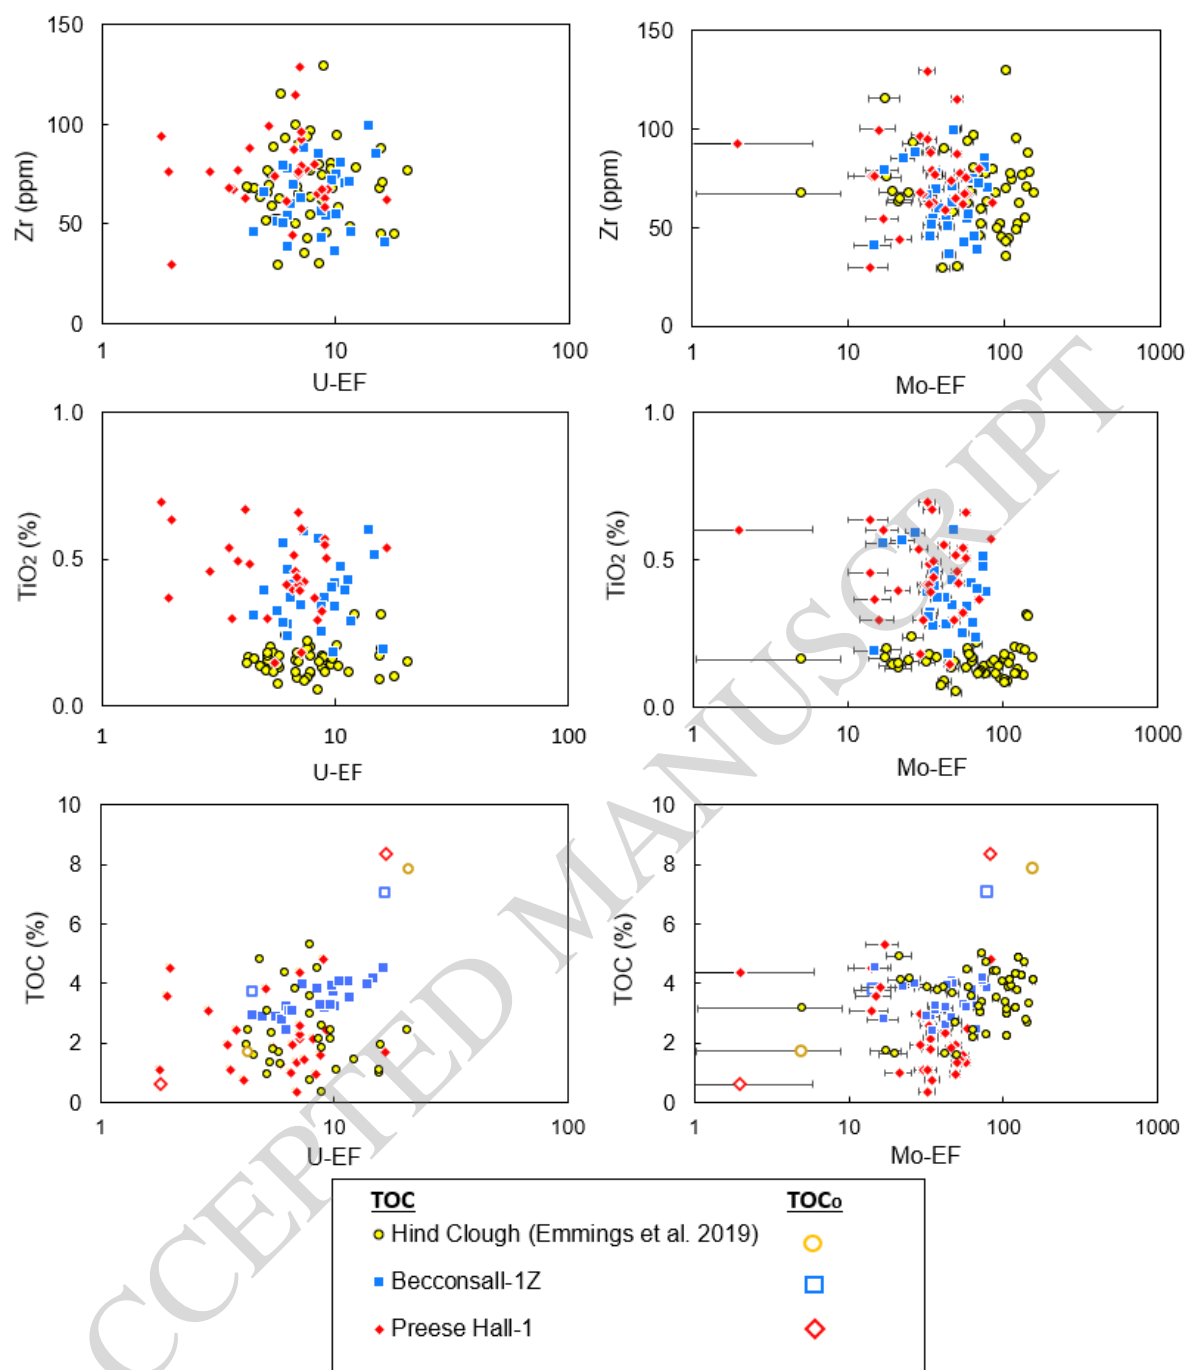 150
100
50
0
Zr (ppm)
1
10
100
U-EF
150
100
50
0
Zr (ppm)
1
10
100
1000
Mo-EF
1.0
0.5
0.0
TiO2 (%)
1
10
100
U-EF
1.0
0.5
0.0
TiO2 (%)
1
10
100
1000
Mo-EF
10
8
6
4
2
0
TOC (%)
1
10
100
U-EF
10
8
6
4
2
0
TOC (%)
1
10
100
1000
Mo-EF
TOC TOCo
Hind Clough (Emmings et al. 2019)
Becconsall-1Z
Preese Hall-1
CCEPTED MANUSCRIPT